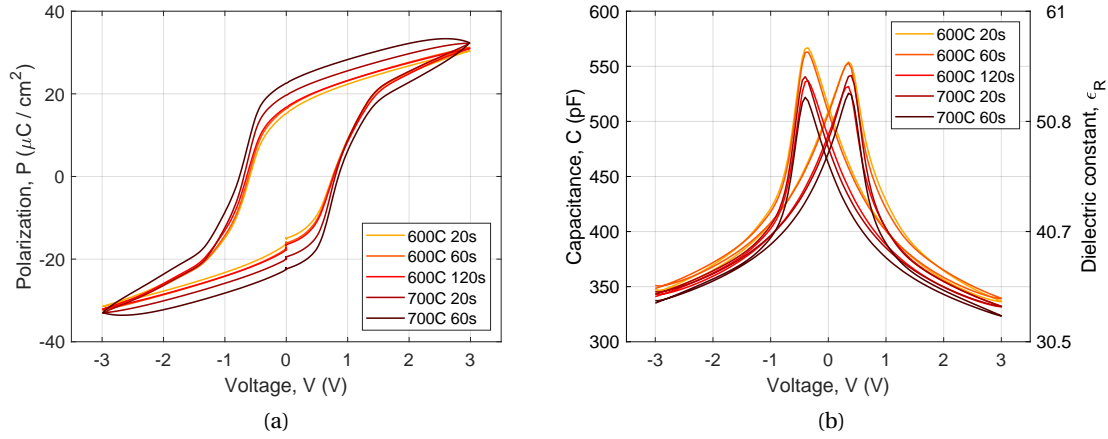 40
20
0
-20
-40
Polarization, P (μC / cm²)
-3 -2 -1 0 1 2 3
Voltage, V (V)
600C 20s
600C 60s
600C 120s
700C 20s
700C 60s
(a)
600
550
500
450
400
350
300
Capacitance, C (pF)
-3 -2 -1 0 1 2 3
Voltage, V (V)
600C 20s
600C 60s
600C 120s
700C 20s
700C 60s
61
50.8
40.7
30.5
Dielectric constant, ϵ_R
(b)